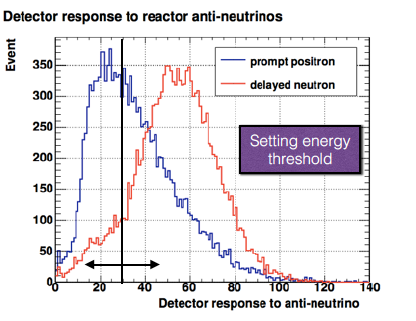 Detector response to reactor anti-neutrinos
Event
prompt positron
delayed neutron
Setting energy
threshold
350
300
250
200
150
100
50
0
0 20 40 60 80 100 120 140
Detector response to anti-neutrino